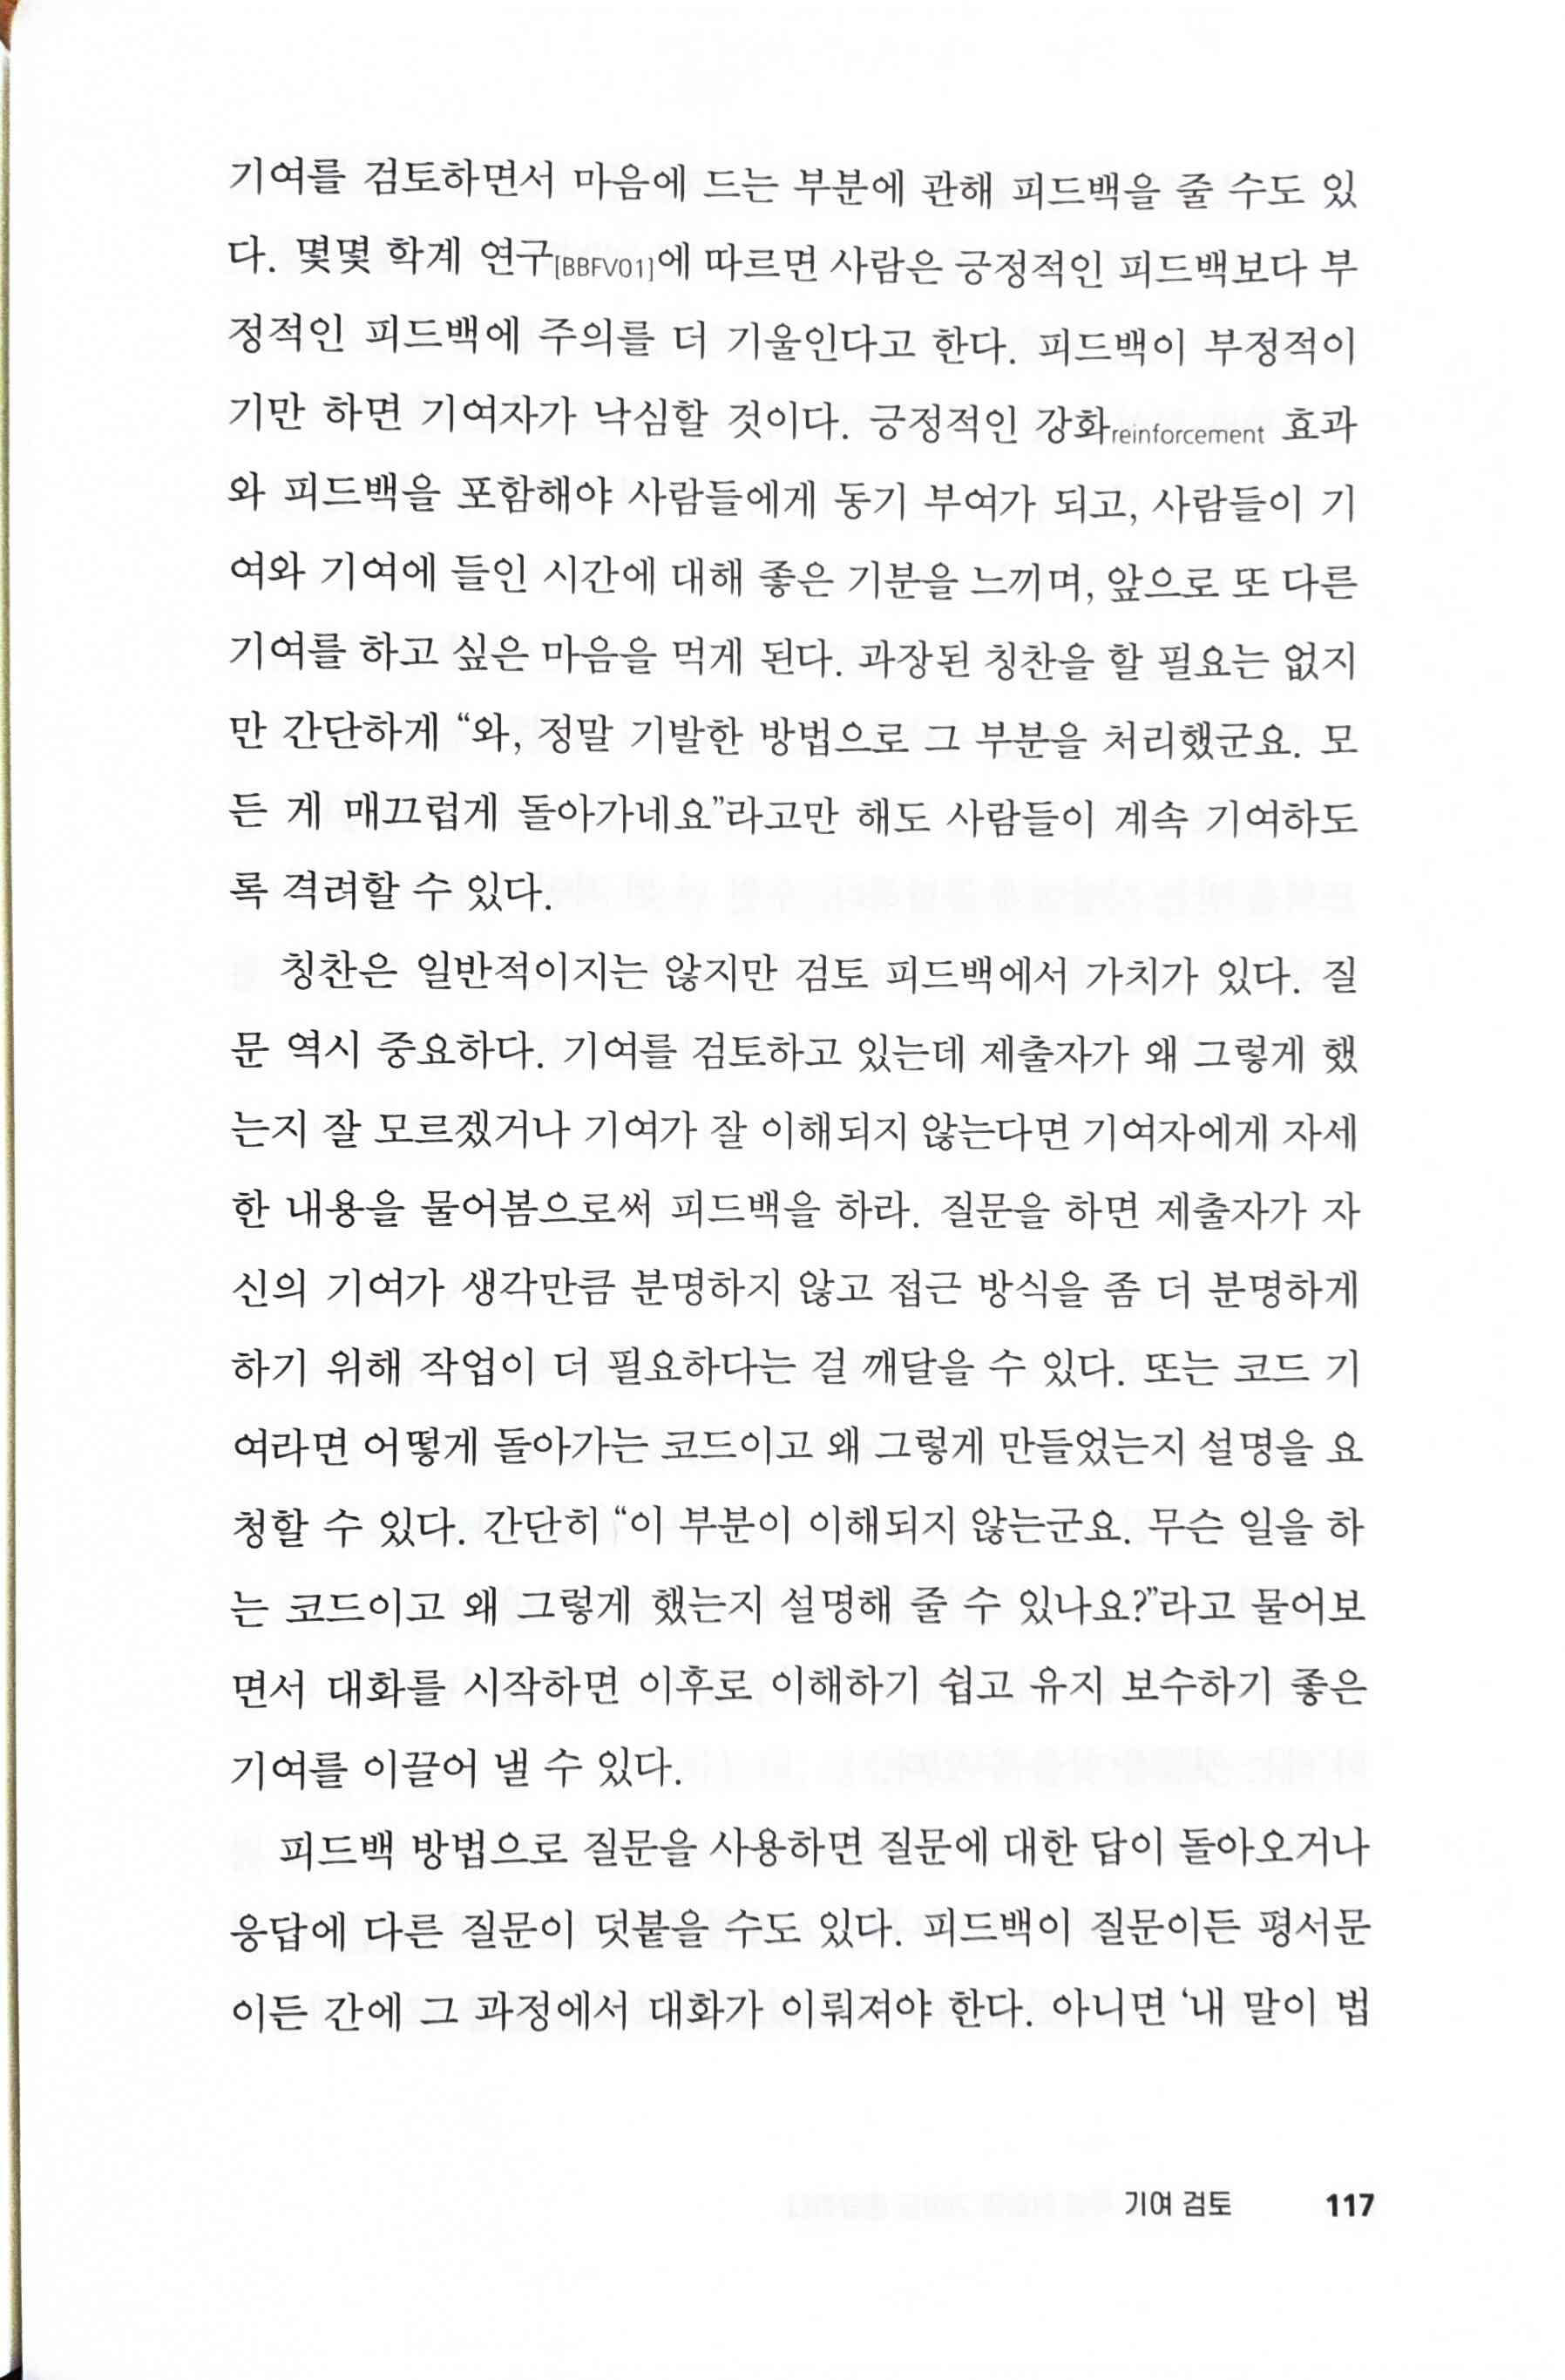 기여를 검토하면서 마음에 드는 부분에 관해 피드백을 줄 수도 있
다. 몇몇 학계 연구[BBFV01]에 따르면 사람은 긍정적인 피드백보다 부
정적인 피드백에 주의를 더 기울인다고 한다. 피드백이 부정적이
기만 하면 기여자가 낙심할 것이다. 긍정적인 강화reinforcement 효과
와 피드백을 포함해야 사람들에게 동기 부여가 되고, 사람들이 기
여와 기여에 들인 시간에 대해 좋은 기분을 느끼며, 앞으로 또 다른
기여를 하고 싶은 마음을 먹게 된다. 과장된 칭찬을 할 필요는 없지
만 간단하게 “와, 정말 기발한 방법으로 그 부분을 처리했군요. 모
든 게 매끄럽게 돌아가네요”라고만 해도 사람들이 계속 기여하도
록 격려할 수 있다.
칭찬은 일반적이지는 않지만 검토 피드백에서 가치가 있다. 질
문 역시 중요하다. 기여를 검토하고 있는데 제출자가 왜 그렇게 했
는지 잘 모르겠거나 기여가 잘 이해되지 않는다면 기여자에게 자세
한 내용을 물어봄으로써 피드백을 하라. 질문을 하면 제출자가 자
신의 기여가 생각만큼 분명하지 않고 접근 방식을 좀 더 분명하게
하기 위해 작업이 더 필요하다는 걸 깨달을 수 있다. 또는 코드 기
여라면 어떻게 돌아가는 코드이고 왜 그렇게 만들었는지 설명을 요
청할 수 있다. 간단히 “이 부분이 이해되지 않는군요. 무슨 일을 하
는 코드이고 왜 그렇게 했는지 설명해 줄 수 있나요?”라고 물어보
면서 대화를 시작하면 이후로 이해하기 쉽고 유지 보수하기 좋은
기여를 이끌어 낼 수 있다.
피드백 방법으로 질문을 사용하면 질문에 대한 답이 돌아오거나
응답에 다른 질문이 덧붙을 수도 있다. 피드백이 질문이든 평서문
이든 간에 그 과정에서 대화가 이뤄져야 한다. 아니면 ‘내 말이 법
기여 검토 117